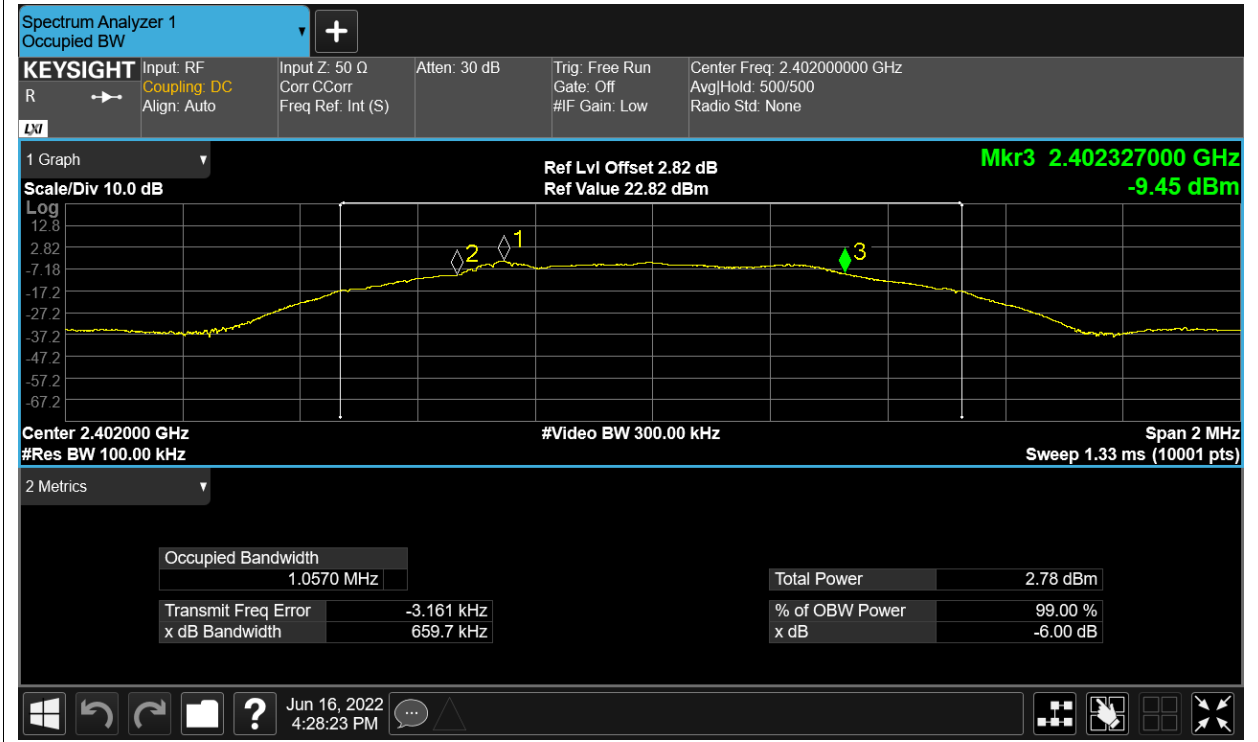 Spectrum Analyzer 1
Occupied BW
+
KEYSIGHT
R
LXI
Input: RF
Coupling: DC
Align: Auto
Input Z: 50 Ω
Corr CCorr
Freq Ref: Int (S)
Atten: 30 dB
Trig: Free Run
Gate: Off
#IF Gain: Low
Center Freq: 2.402000000 GHz
Avg|Hold: 500/500
Radio Std: None
1 Graph
Scale/Div 10.0 dB
Ref Lvl Offset 2.82 dB
Ref Value 22.82 dBm
Mkr3 2.402327000 GHz
-9.45 dBm
Log
12.8
2.82
-7.18
-17.2
-27.2
-37.2
-47.2
-57.2
-67.2
2
1
3
Center 2.402000 GHz
#Res BW 100.00 kHz
#Video BW 300.00 kHz
Span 2 MHz
Sweep 1.33 ms (10001 pts)
2 Metrics
Occupied Bandwidth
1.0570 MHz
Transmit Freq Error -3.161 kHz
x dB Bandwidth 659.7 kHz
Total Power 2.78 dBm
% of OBW Power 99.00 %
x dB -6.00 dB
?
Jun 16, 2022
4:28:23 PM